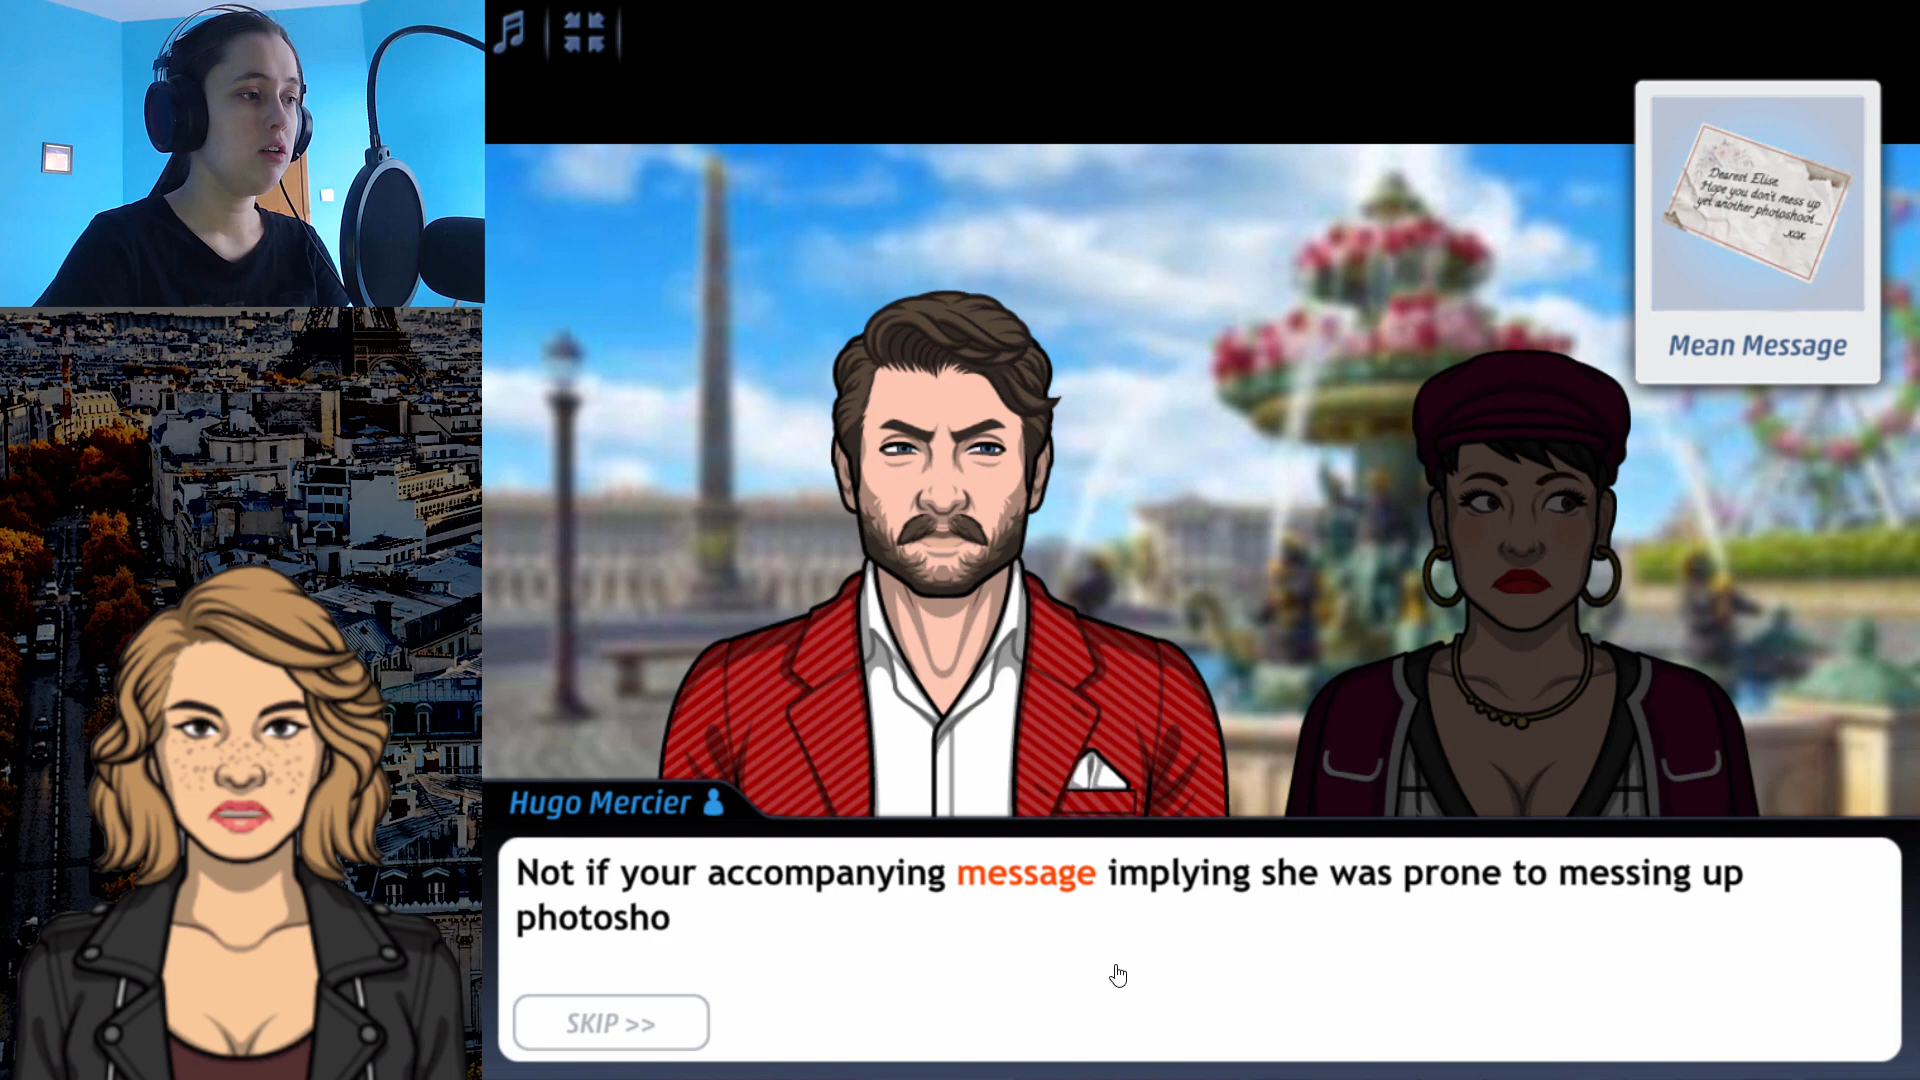 Dearest Elise,
Hope you don't mess up
yet another photoshoot...
xox
Mean Message
Hugo Mercier
Not if your accompanying message implying she was prone to messing up
photosho
SKIP >>